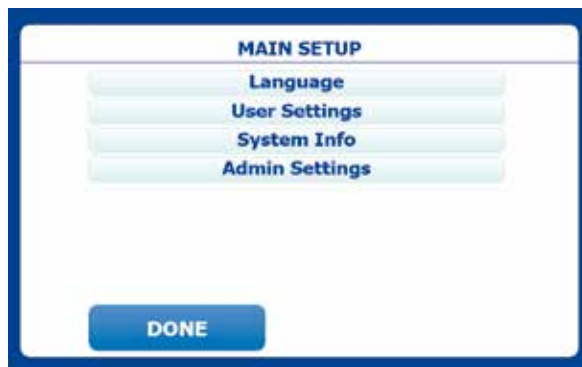 MAIN SETUP
Language
User Settings
System Info
Admin Settings
DONE